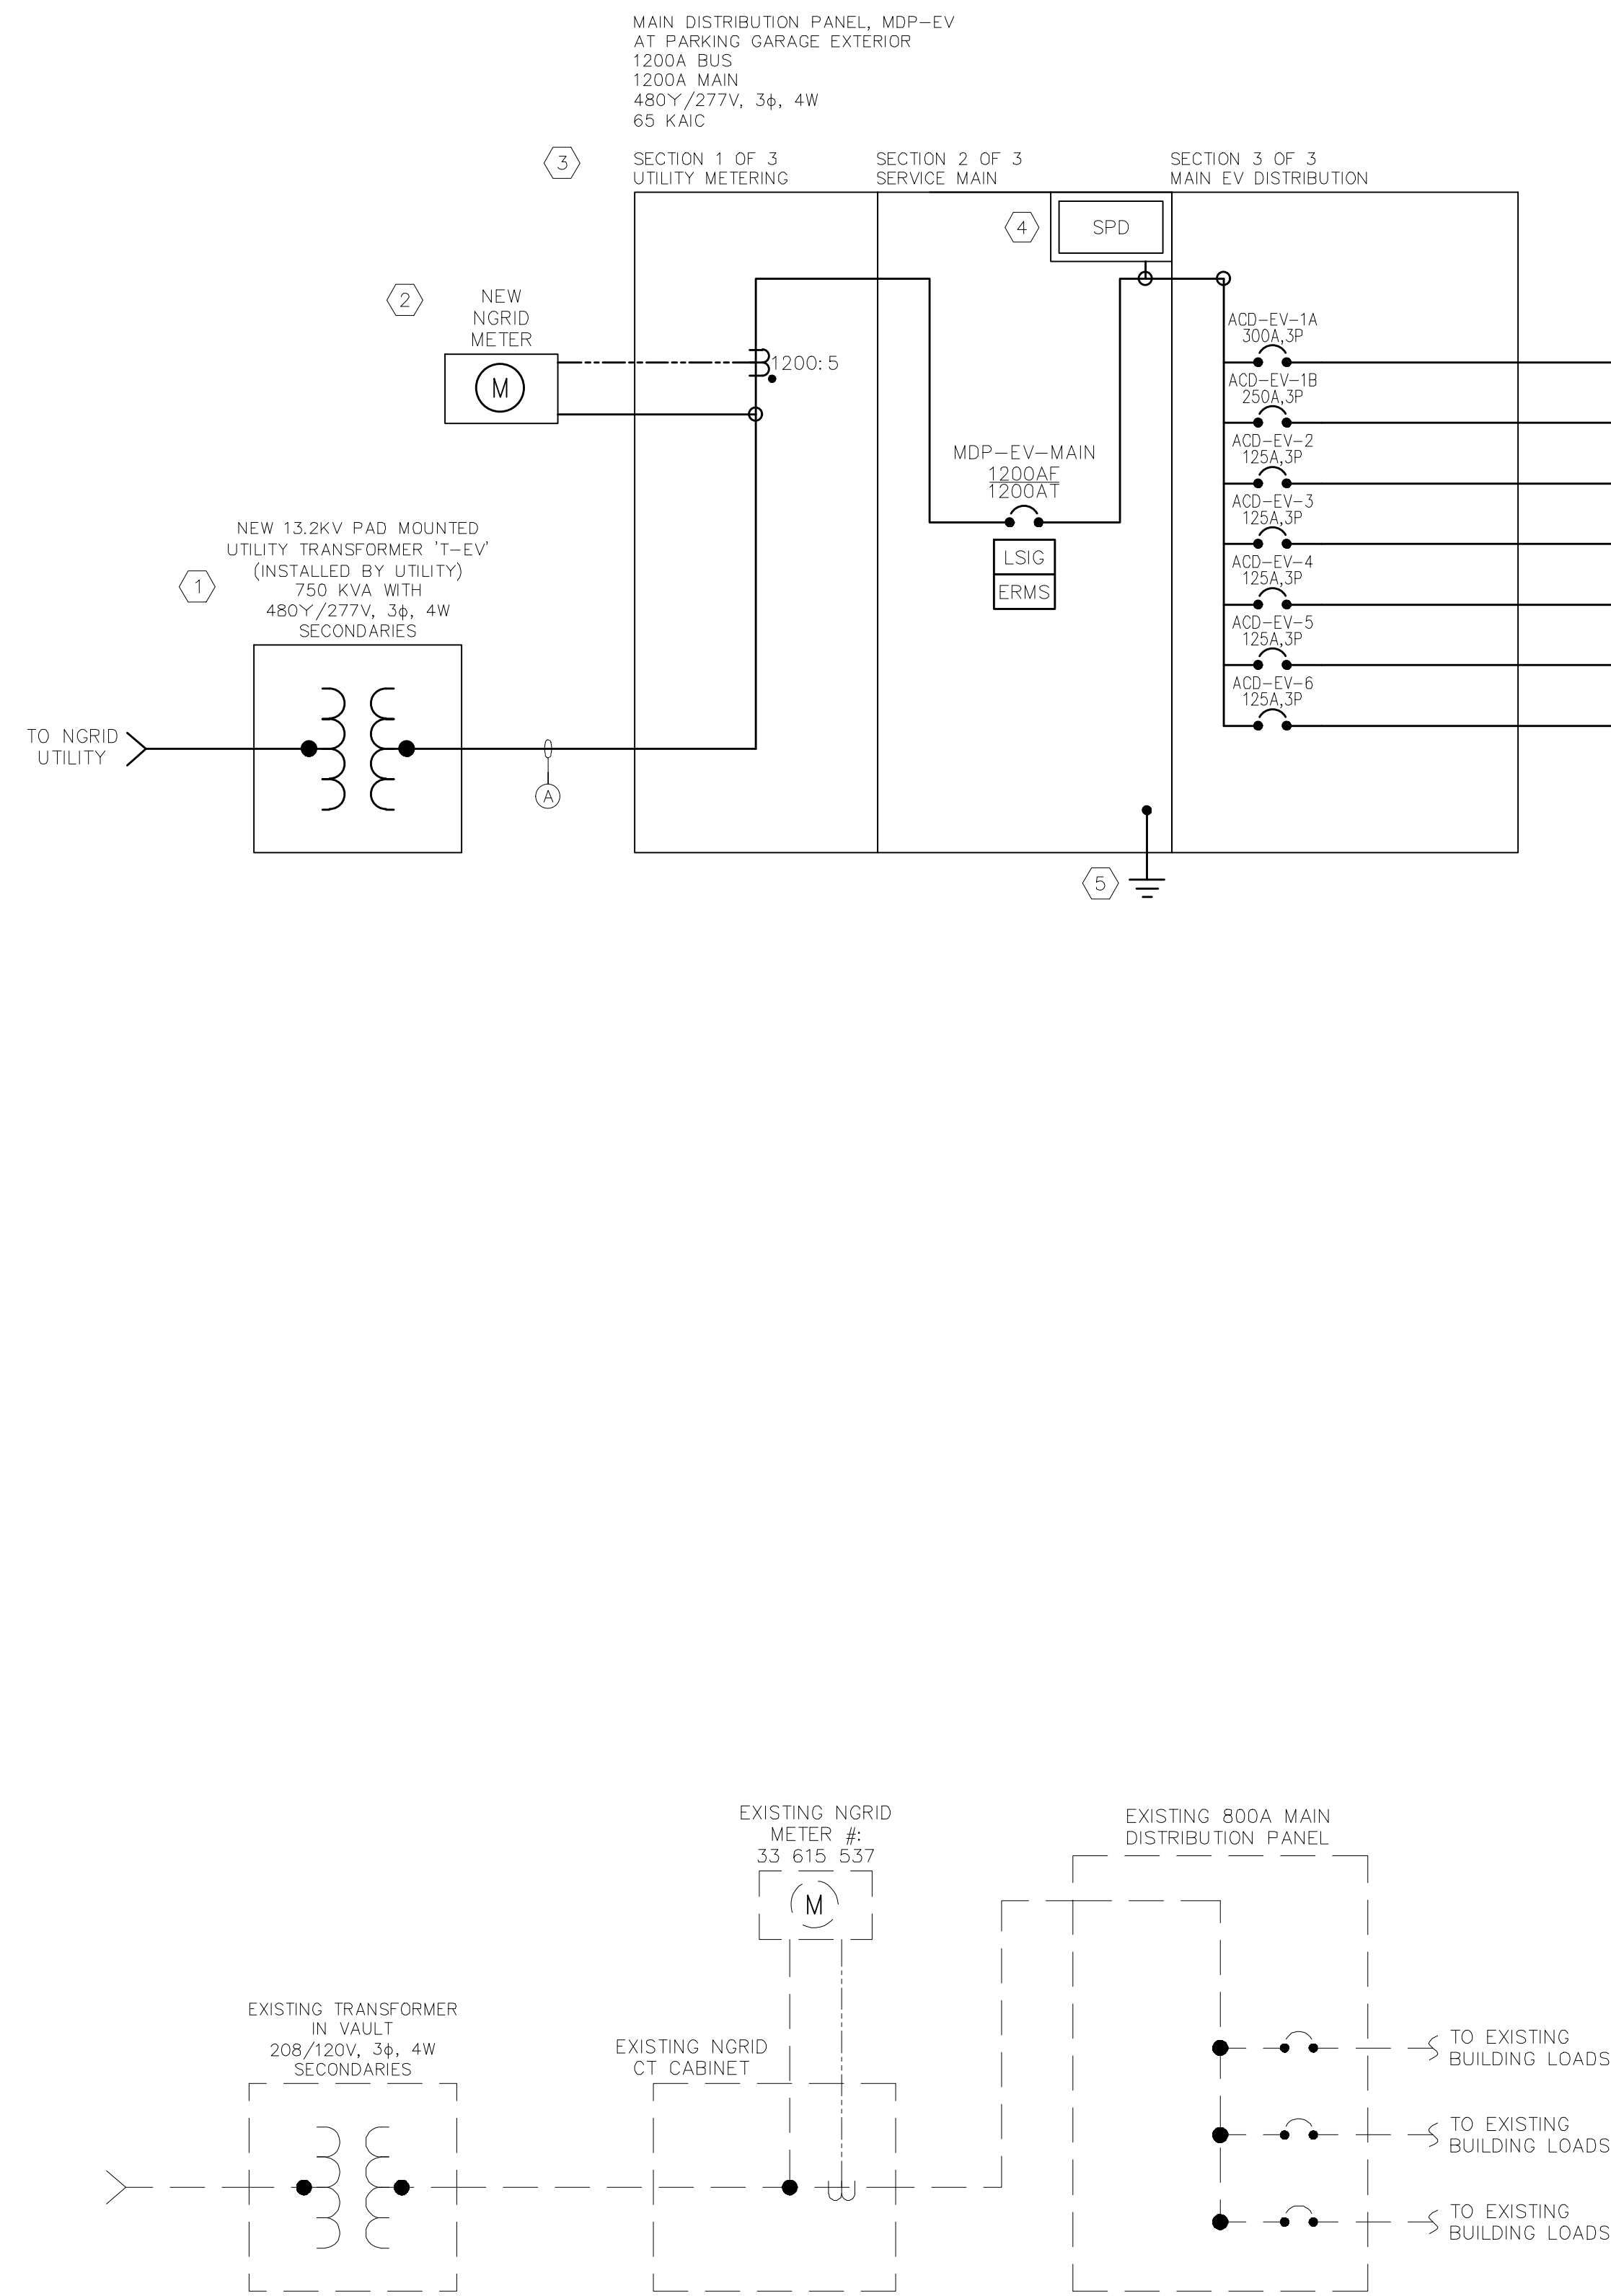 MAIN DISTRIBUTION PANEL, MDP-EV
AT PARKING GARAGE EXTERIOR
1200A BUS
1200A MAIN
480Y/277V, 3ϕ, 4W
65 KAIC
3
SECTION 1 OF 3
UTILITY METERING
SECTION 2 OF 3
SERVICE MAIN
SECTION 3 OF 3
MAIN EV DISTRIBUTION
4
SPD
2
NEW
NGRID
METER
M
1200:5
ACD-EV-1A
300A,3P
ACD-EV-1B
250A,3P
ACD-EV-2
125A,3P
ACD-EV-3
125A,3P
ACD-EV-4
125A,3P
ACD-EV-5
125A,3P
ACD-EV-6
125A,3P
MDP-EV-MAIN
1200AF
1200AT
LSIG
ERMS
1
NEW 13.2KV PAD MOUNTED
UTILITY TRANSFORMER 'T-EV'
(INSTALLED BY UTILITY)
750 KVA WITH
480Y/277V, 3ϕ, 4W
SECONDARIES
TO NGRID
UTILITY
A
5
EXISTING NGRID
METER #:
33 615 537
M
EXISTING 800A MAIN
DISTRIBUTION PANEL
EXISTING TRANSFORMER
IN VAULT
208/120V, 3ϕ, 4W
SECONDARIES
EXISTING NGRID
CT CABINET
TO EXISTING
BUILDING LOADS
TO EXISTING
BUILDING LOADS
TO EXISTING
BUILDING LOADS